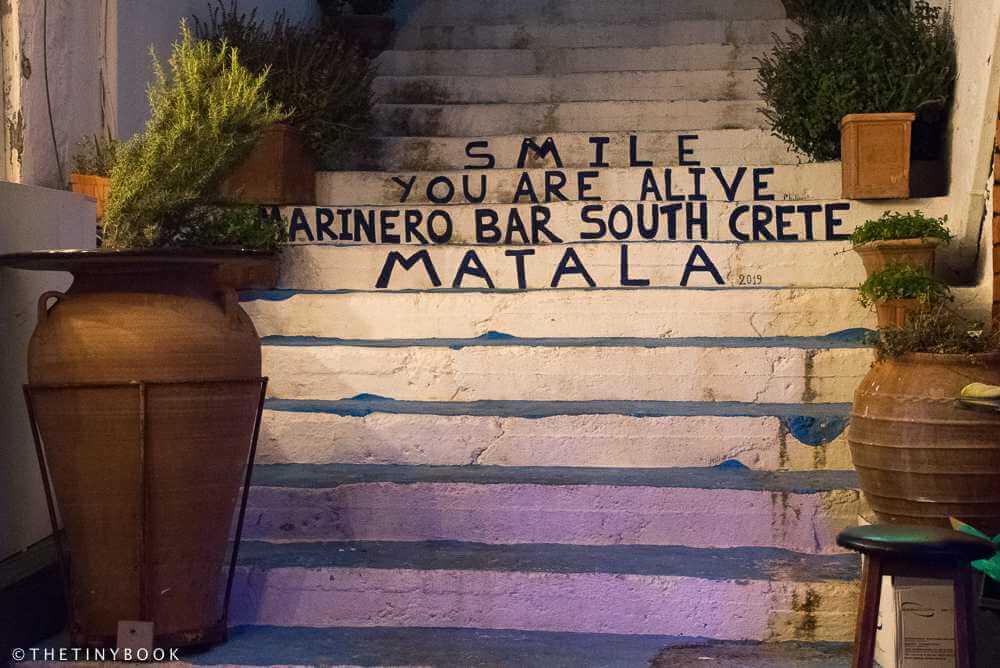 SMILE
YOU ARE ALIVE
MARINERO BAR SOUTH CRETE
MATALA 2019
©THETINYBOOK